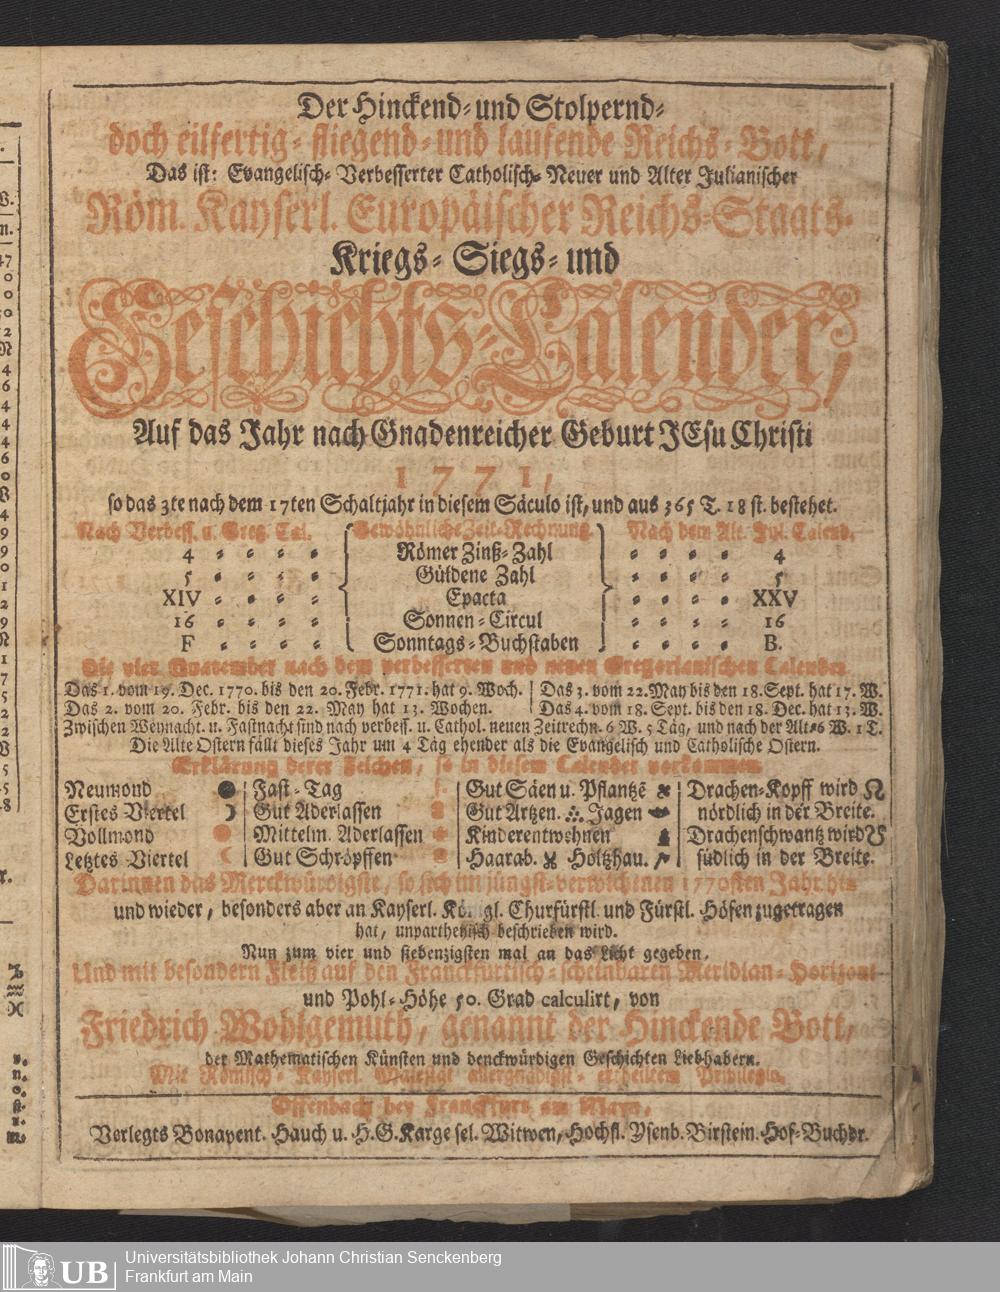 Der Hinckend- und Stolpernd-
doch eilfertig- fliegend- und laufende Reichs-Bott,
Das ist: Evangelisch- Verbesserter Catholisch- Neuer und Alter Julianischer
Röm. Kayserl. Europäischer Reichs-Staats-
Kriegs- Siegs- und
Geschichts-Calender,
Auf das Jahr nach Gnadenreicher Geburt JEsu Christi
1771,
so das 3te nach dem 17ten Schaltjahr in diesem Säculo ist, und aus 365 T. 18 st. bestehet.
Nach Verbess. u. Greg. Cal. Gewöhnliche Zeit-Rechnung. Nach dem Alt. Jul. Calend.
4 Römer Zinß-Zahl 4
5 Güldene Zahl 5
XIV Epacta XXV
16 Sonnen-Circul 16
F Sonntags-Buchstaben B.
Die vier Quatember nach dem verbesserten und neuen Gregorianischen Calender.
Das 1. vom 19. Dec. 1770. bis den 20. Febr. 1771. hat 9. Woch. Das 3. vom 22. May bis den 18. Sept. hat 17. W.
Das 2. vom 20. Febr. bis den 22. May hat 13. Wochen. Das 4. vom 18. Sept. bis den 18. Dec. hat 13. W.
Zwischen Weynacht. u. Fastnacht sind nach verbess. u. Cathol. neuen Zeitrechn. 6 W. 5 Täg, und nach der Alt- 6 W. 1 T.
Die Alte Ostern fällt dieses Jahr um 4 Täg ehender als die Evangelisch und Catholische Ostern.
Erklärung derer Zeichen, so in diesem Calender vorkommen
Neumond ● Fast-Tag Gut Säen u. Pflantzē Drachen-Kopff wird ☊
Erstes Viertel ☽ Gut Aderlassen Gut Artzen. Jagen nördlich in der Breite.
Vollmond Mittelm. Aderlassen Kinderentwehnen Drachenschwantz wird ☋
Letztes Viertel ☾ Gut Schröpffen Haarab. Holtzhau. südlich in der Breite.
Darinnen das Merckwürdigste, so sich im jüngst-verwichenen 1770sten Jahr hin
und wieder, besonders aber an Kayserl. Königl. Churfürstl. und Fürstl. Höfen zugetragen
hat, unparthenisch beschrieben wird.
Nun zum vier und siebenzigsten mal an das Licht gegeben,
Und mit besondern Fleiß auf den Franckfurtisch-scheinbaren Meridian-Horizont
und Pohl-Höhe 50. Grad calculirt, von
Friedrich Wohlgemuth, genannt der Hinckende Bott,
der Mathematischen Künsten und denckwürdigen Geschichten Liebhabern.
Mit Römisch-Kayserl. Majestät allergnädigst-ertheiltem Privilegio.
Offenbach bey Franckfurt am Mayn,
Verlegts Bonavent. Hauch u. H. G. Karge sel. Witwen, Hochfl. Ysenb. Birstein. Hof-Buchdr.
UB
Universitätsbibliothek Johann Christian Senckenberg
Frankfurt am Main